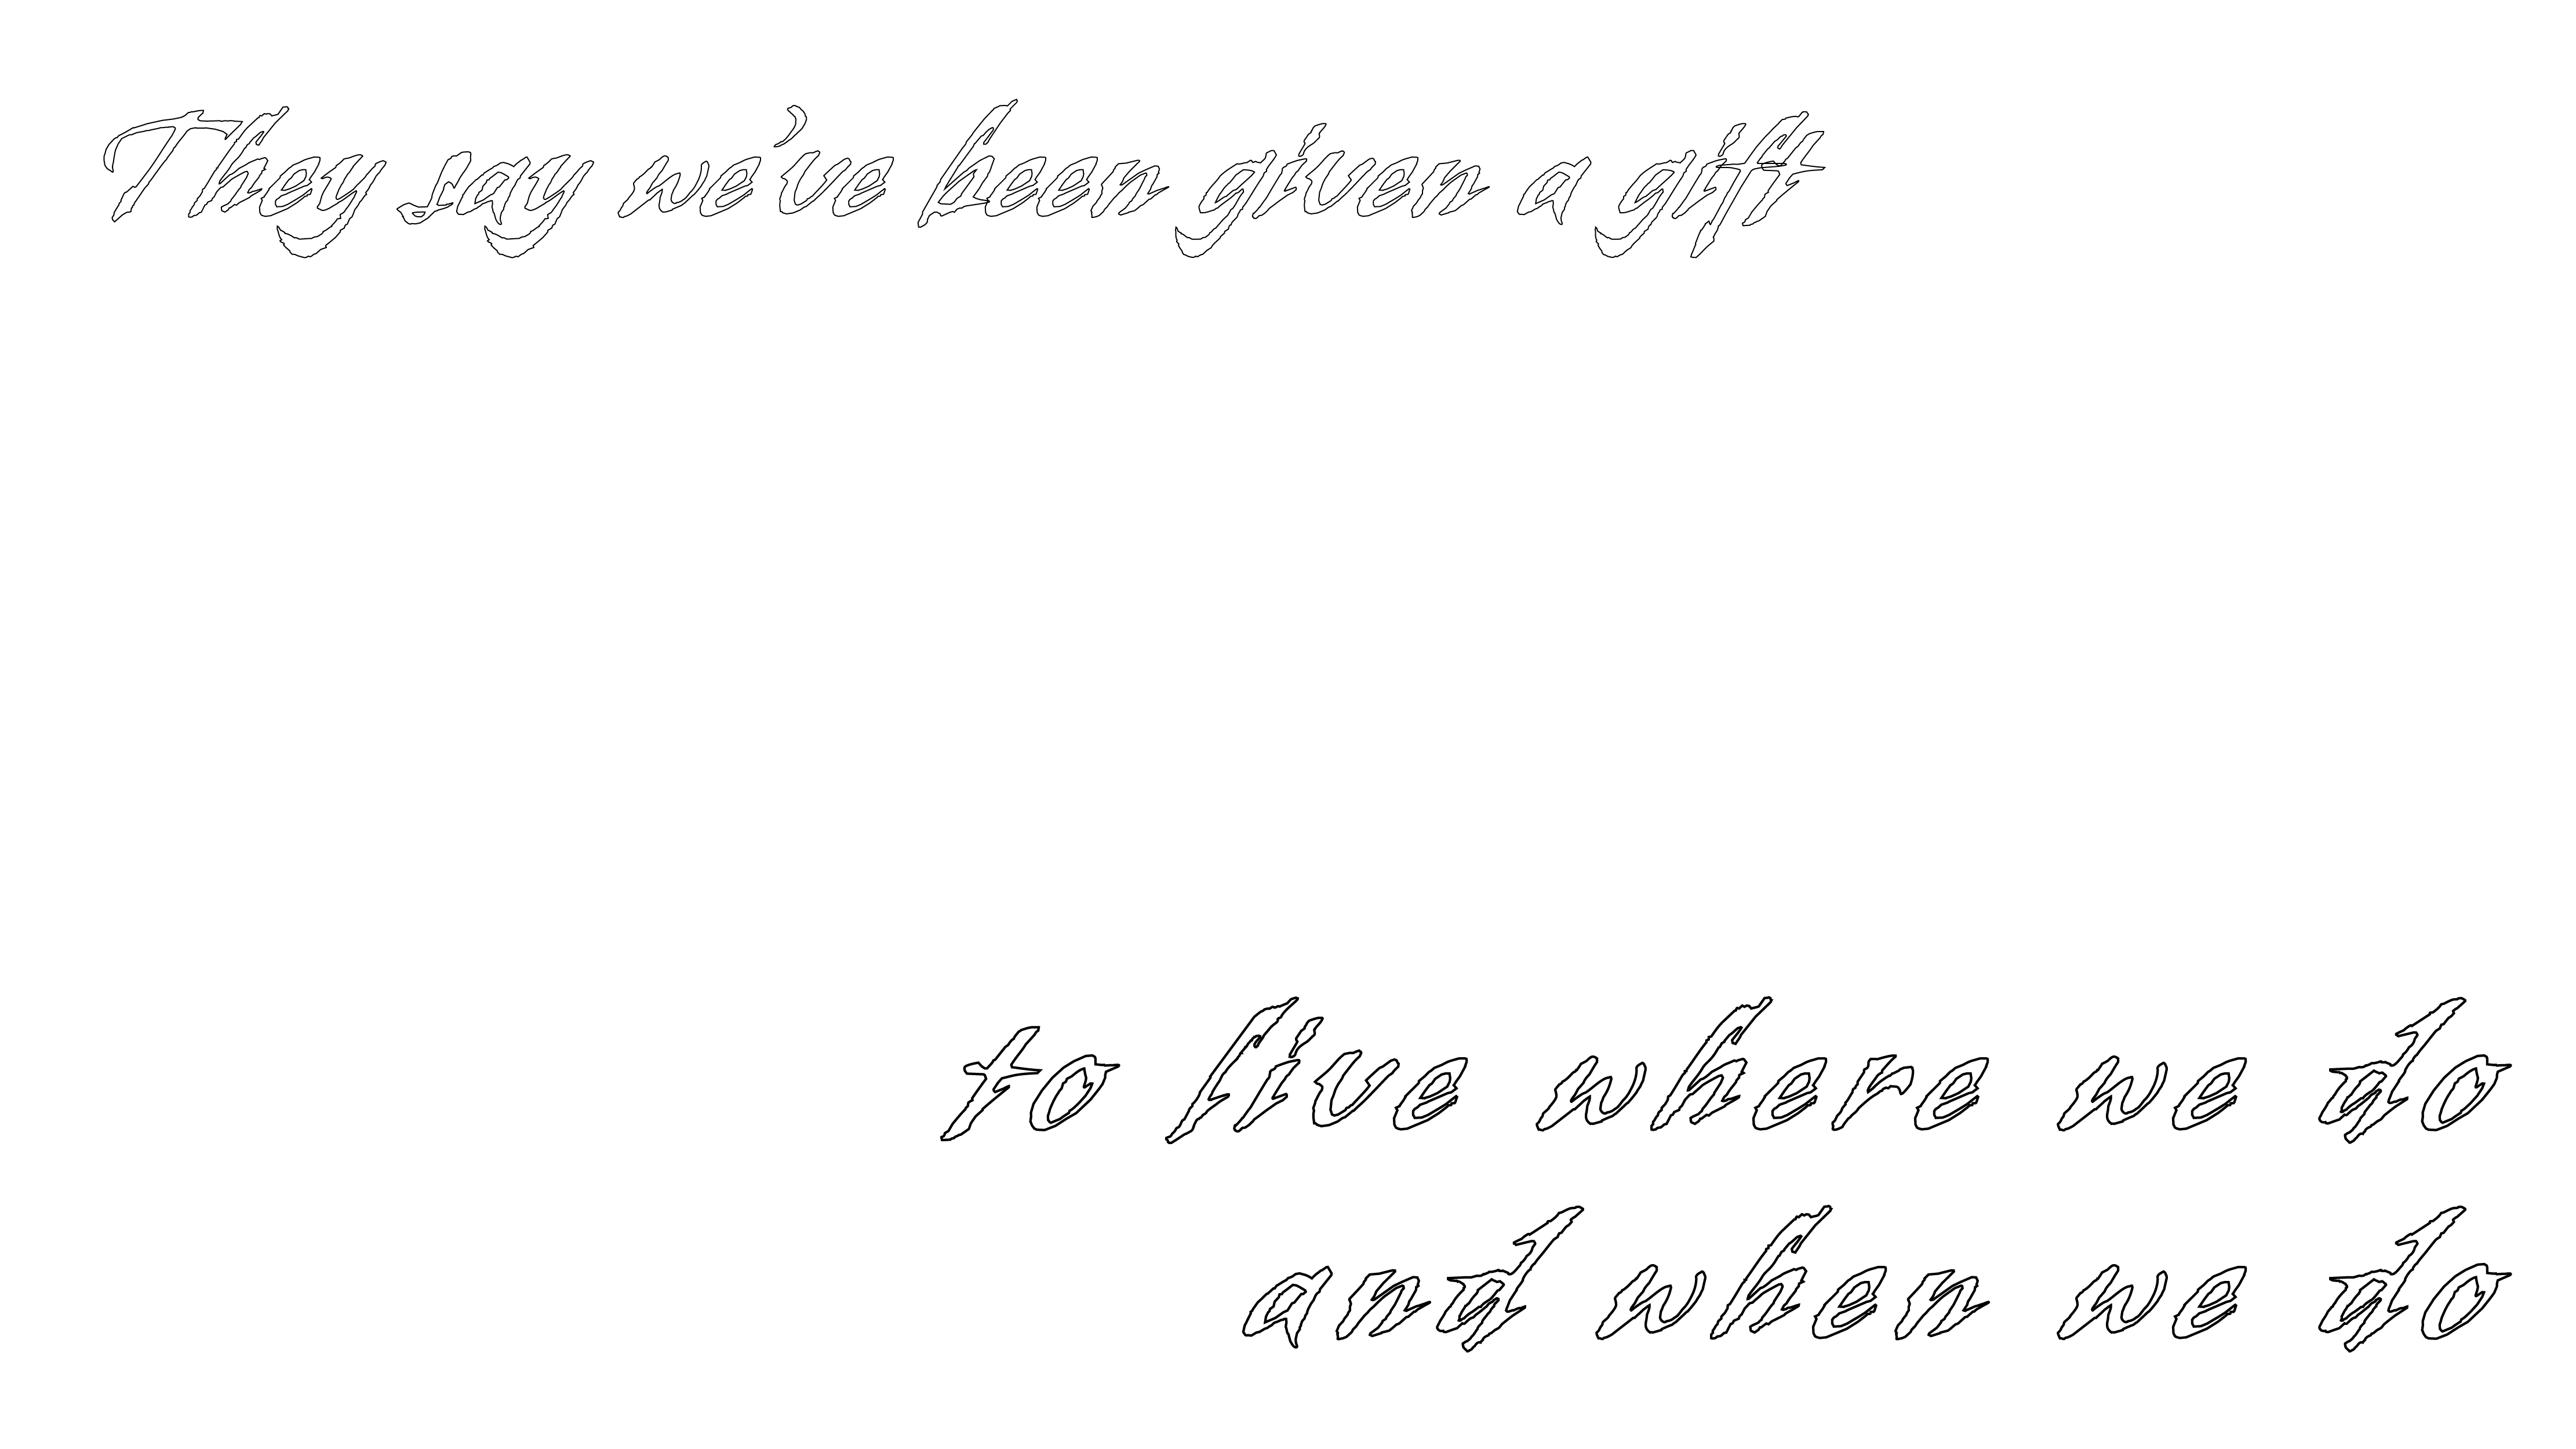 They say we've been given a gift
to live where we do
and when we do